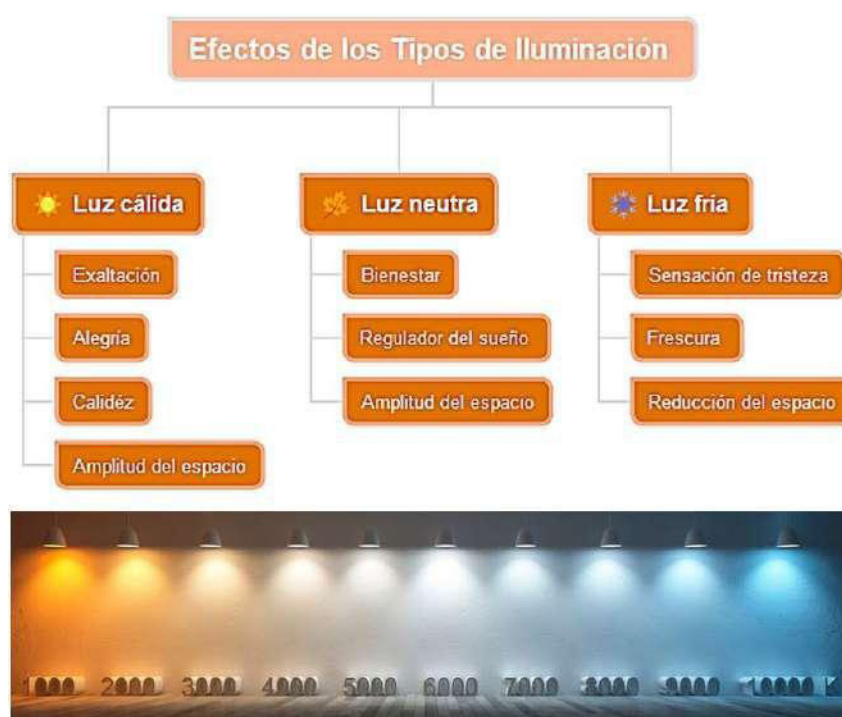 Efectos de los Tipos de Iluminación
Luz cálida
Exaltación
Alegría
Calidéz
Amplitud del espacio
Luz neutra
Bienestar
Regulador del sueño
Amplitud del espacio
Luz fría
Sensación de tristeza
Frescura
Reducción del espacio
1000 2000 3000 4000 5000 6000 7000 8000 9000 10000 K